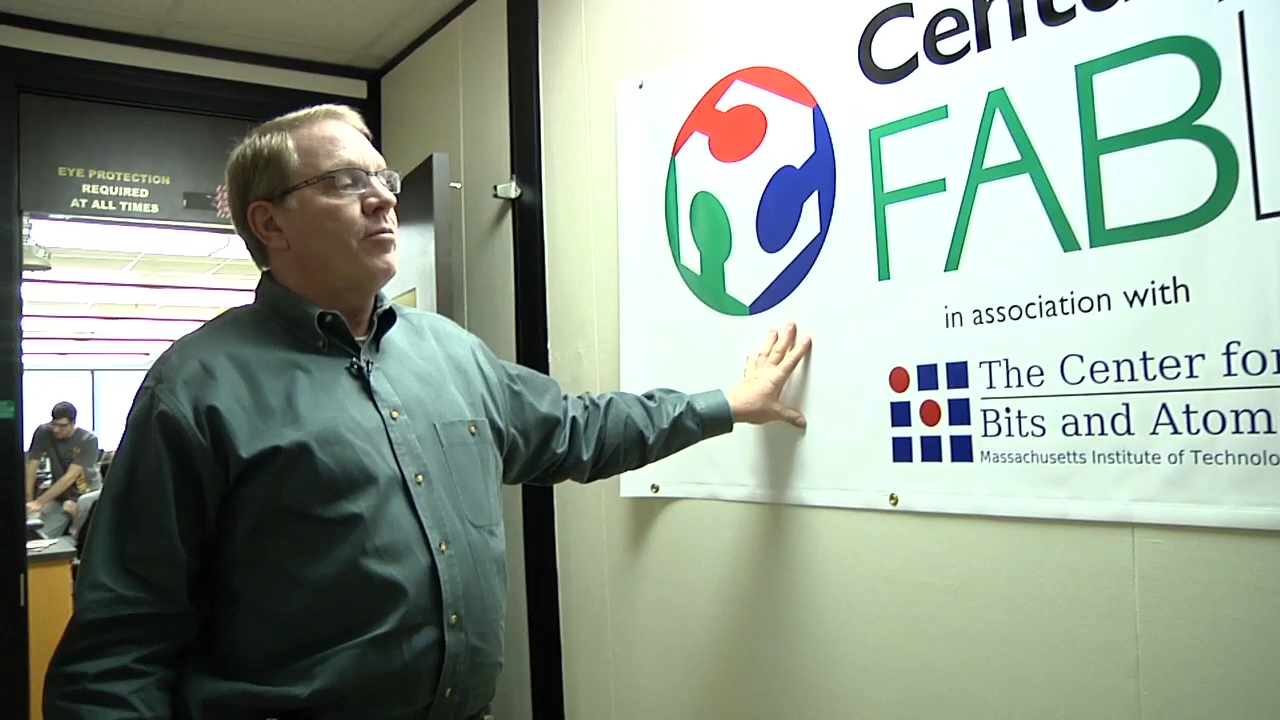 EYE PROTECTION
REQUIRED
AT ALL TIMES
Centu
FAB L
in association with
The Center for
Bits and Atom
Massachusetts Institute of Technolo